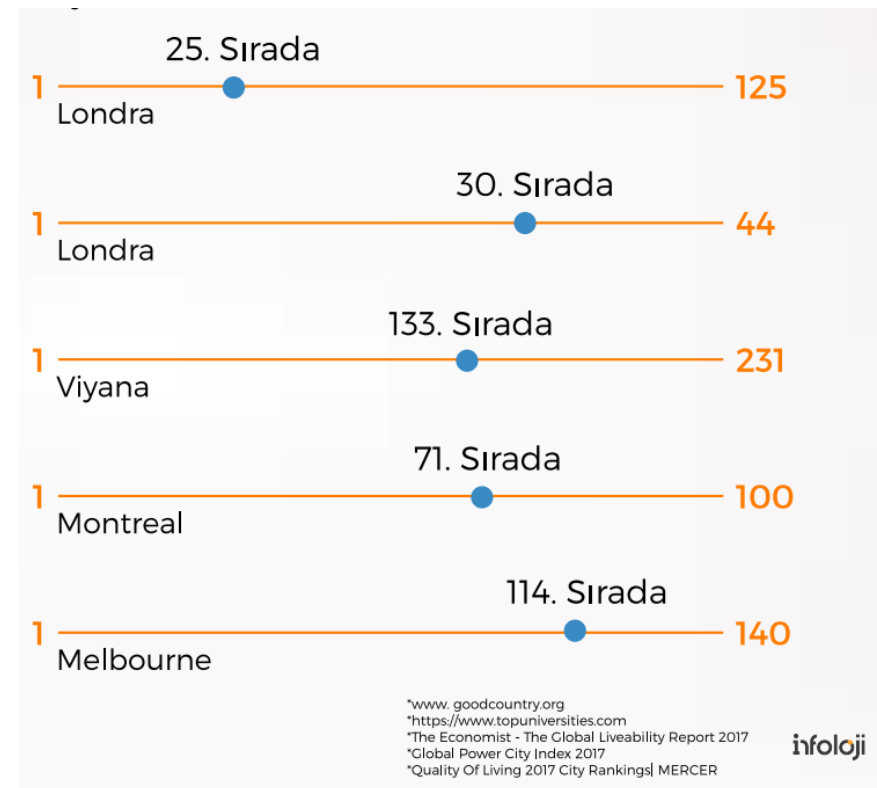 25. Sırada
1 125
Londra
30. Sırada
1 44
Londra
133. Sırada
1 231
Viyana
71. Sırada
1 100
Montreal
114. Sırada
1 140
Melbourne
*www. goodcountry.org
*https://www.topuniversities.com
*The Economist - The Global Liveability Report 2017
*Global Power City Index 2017
*Quality Of Living 2017 City Rankings| MERCER
infoloji